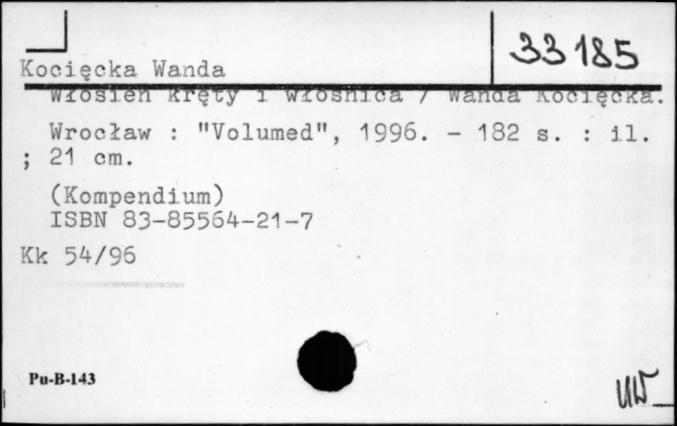 33185
Kocięcka Wanda
Włosień kręty i włośnica / Wanda Kocięcka.
Wrocław : "Volumed", 1996. - 182 s. : il.
; 21 cm.
(Kompendium)
ISBN 83-85564-21-7
Kk 54/96
Pu-B-143